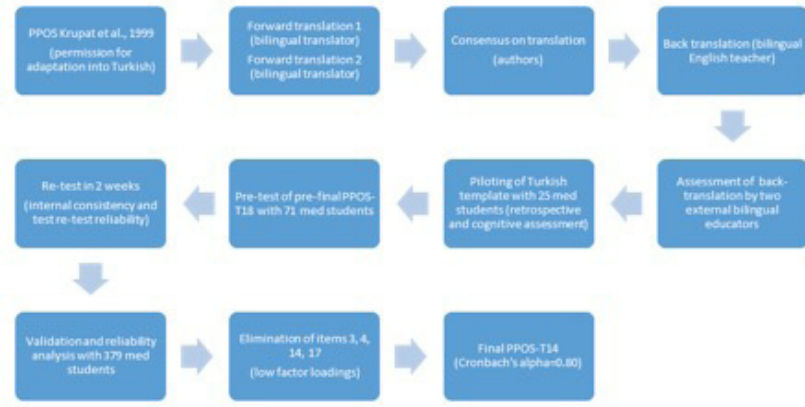 PPOS Krupat et al., 1999
(permission for
adaptation into Turkish)
Forward translation 1
(bilingual translator)
Forward translation 2
(bilingual translator)
Consensus on translation
(authors)
Back translation (bilingual
English teacher)
Assessment of back-
translation by two
external bilingual
educators
Piloting of Turkish
template with 25 med
students (retrospective
and cognitive assessment)
Pre-test of pre-final PPOS-
T18 with 71 med students
Re-test in 2 weeks
(internal consistency and
test re-test reliability)
Validation and reliability
analysis with 379 med
students
Elimination of items 3, 4,
14, 17
(low factor loadings)
Final PPOS-T14
(Cronbach's alpha=0.80)